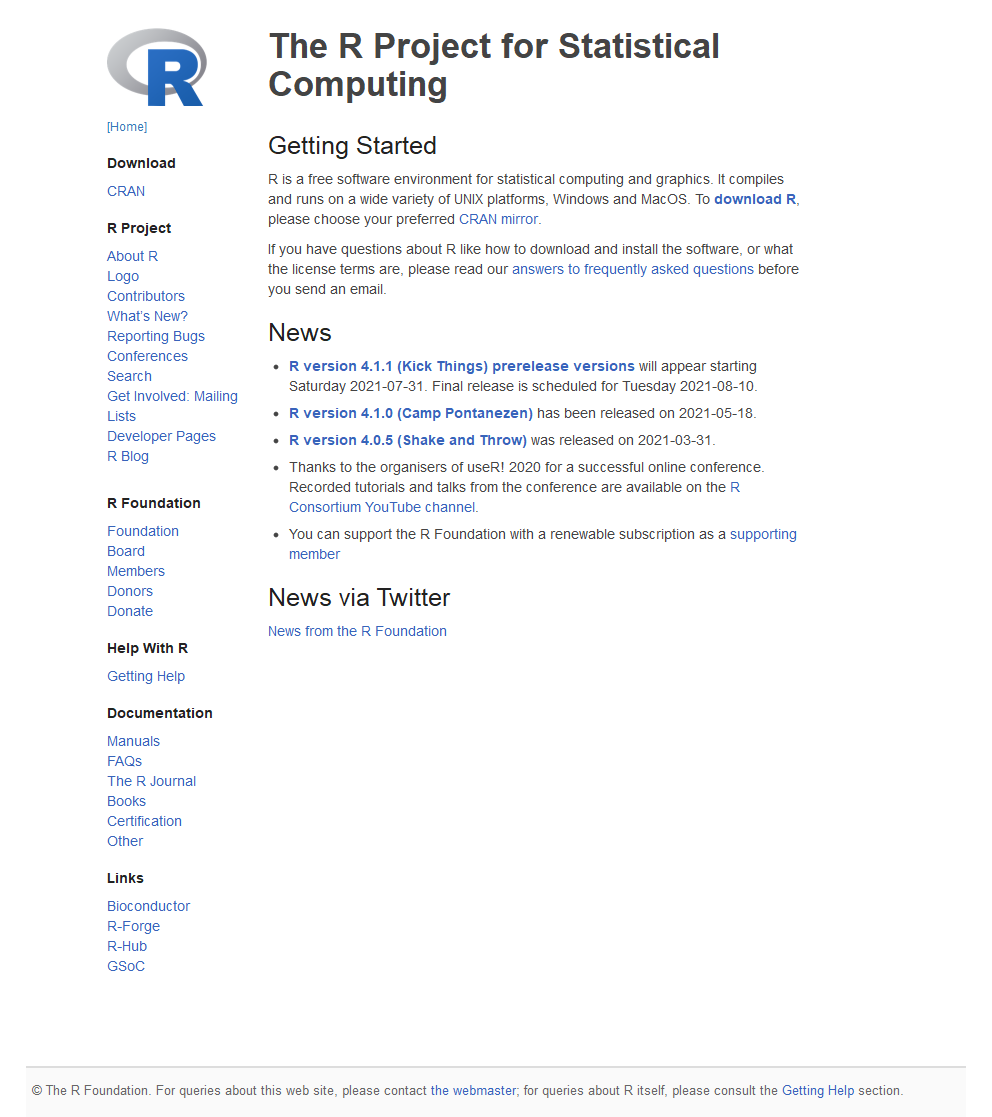 R
[Home]
Download
CRAN
R Project
About R
Logo
Contributors
What's New?
Reporting Bugs
Conferences
Search
Get Involved: Mailing
Lists
Developer Pages
R Blog
R Foundation
Foundation
Board
Members
Donors
Donate
Help With R
Getting Help
Documentation
Manuals
FAQs
The R Journal
Books
Certification
Other
Links
Bioconductor
R-Forge
R-Hub
GSoC
The R Project for Statistical
Computing
Getting Started
R is a free software environment for statistical computing and graphics. It compiles
and runs on a wide variety of UNIX platforms, Windows and MacOS. To download R,
please choose your preferred CRAN mirror.
If you have questions about R like how to download and install the software, or what
the license terms are, please read our answers to frequently asked questions before
you send an email.
News
• R version 4.1.1 (Kick Things) prerelease versions will appear starting
Saturday 2021-07-31. Final release is scheduled for Tuesday 2021-08-10.
• R version 4.1.0 (Camp Pontanezen) has been released on 2021-05-18.
• R version 4.0.5 (Shake and Throw) was released on 2021-03-31.
• Thanks to the organisers of useR! 2020 for a successful online conference.
Recorded tutorials and talks from the conference are available on the R
Consortium YouTube channel.
• You can support the R Foundation with a renewable subscription as a supporting
member
News via Twitter
News from the R Foundation
© The R Foundation. For queries about this web site, please contact the webmaster; for queries about R itself, please consult the Getting Help section.